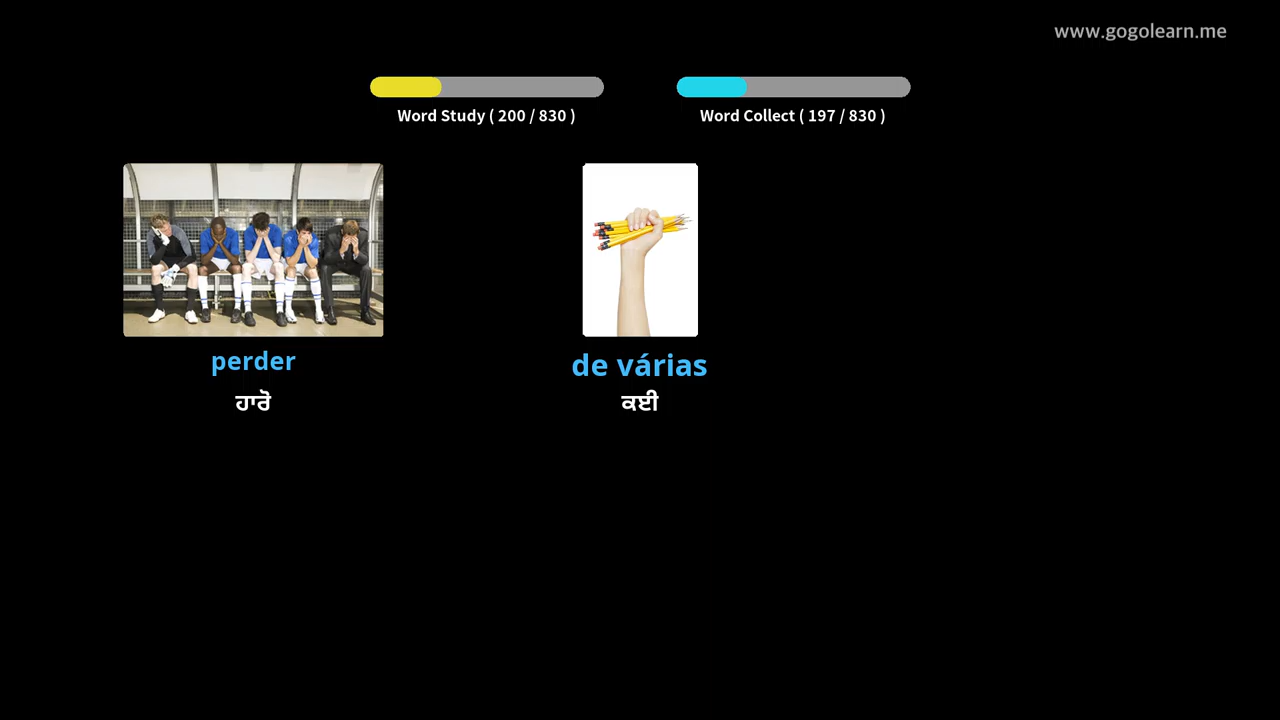 www.gogolearn.me
Word Study ( 200 / 830 )
Word Collect ( 197 / 830 )
perder
ਹਾਰੋ
de várias
ਕਈ